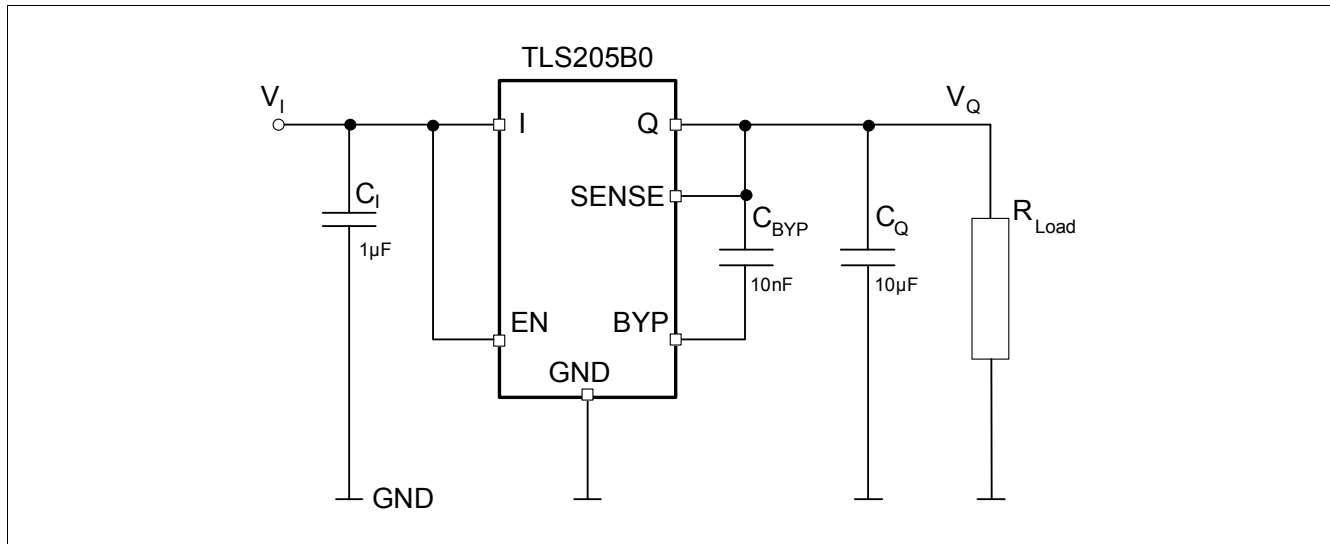 TLS205B0
V_I
V_Q
I
Q
C_I
1µF
SENSE
C_BYP
10nF
C_Q
10µF
R_Load
EN
BYP
GND
GND